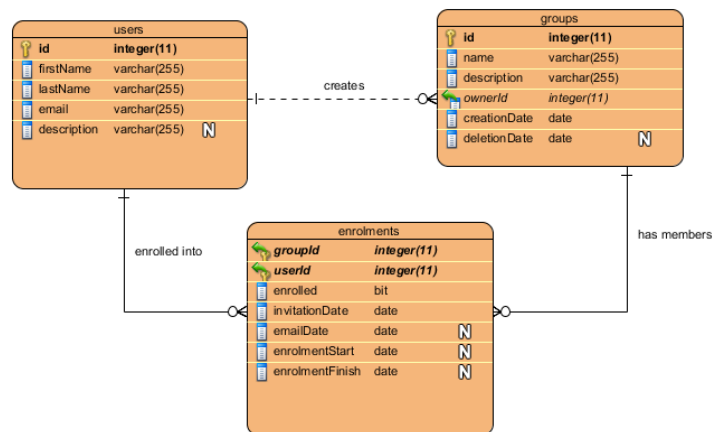 users
id integer(11)
firstName varchar(255)
lastName varchar(255)
email varchar(255)
description varchar(255) N
creates
groups
id integer(11)
name varchar(255)
description varchar(255)
ownerId integer(11)
creationDate date
deletionDate date N
enrolled into
has members
enrolments
groupId integer(11)
userId integer(11)
enrolled bit
invitationDate date
emailDate date N
enrolmentStart date N
enrolmentFinish date N